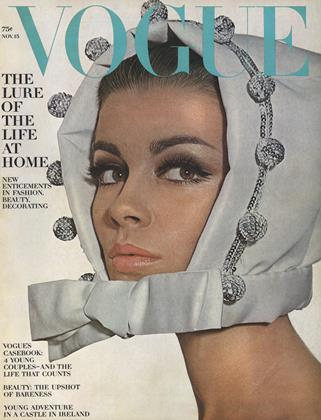 VOGUE
75¢
NOV. 15
THE
LURE
OF
THE
LIFE
AT
HOME
NEW
ENTICEMENTS
IN FASHION,
BEAUTY,
DECORATING
VOGUE'S
CASEBOOK:
4 YOUNG
COUPLES—AND THE
LIFE THAT COUNTS
BEAUTY: THE UPSHOT
OF BARENESS
YOUNG ADVENTURE
IN A CASTLE IN IRELAND